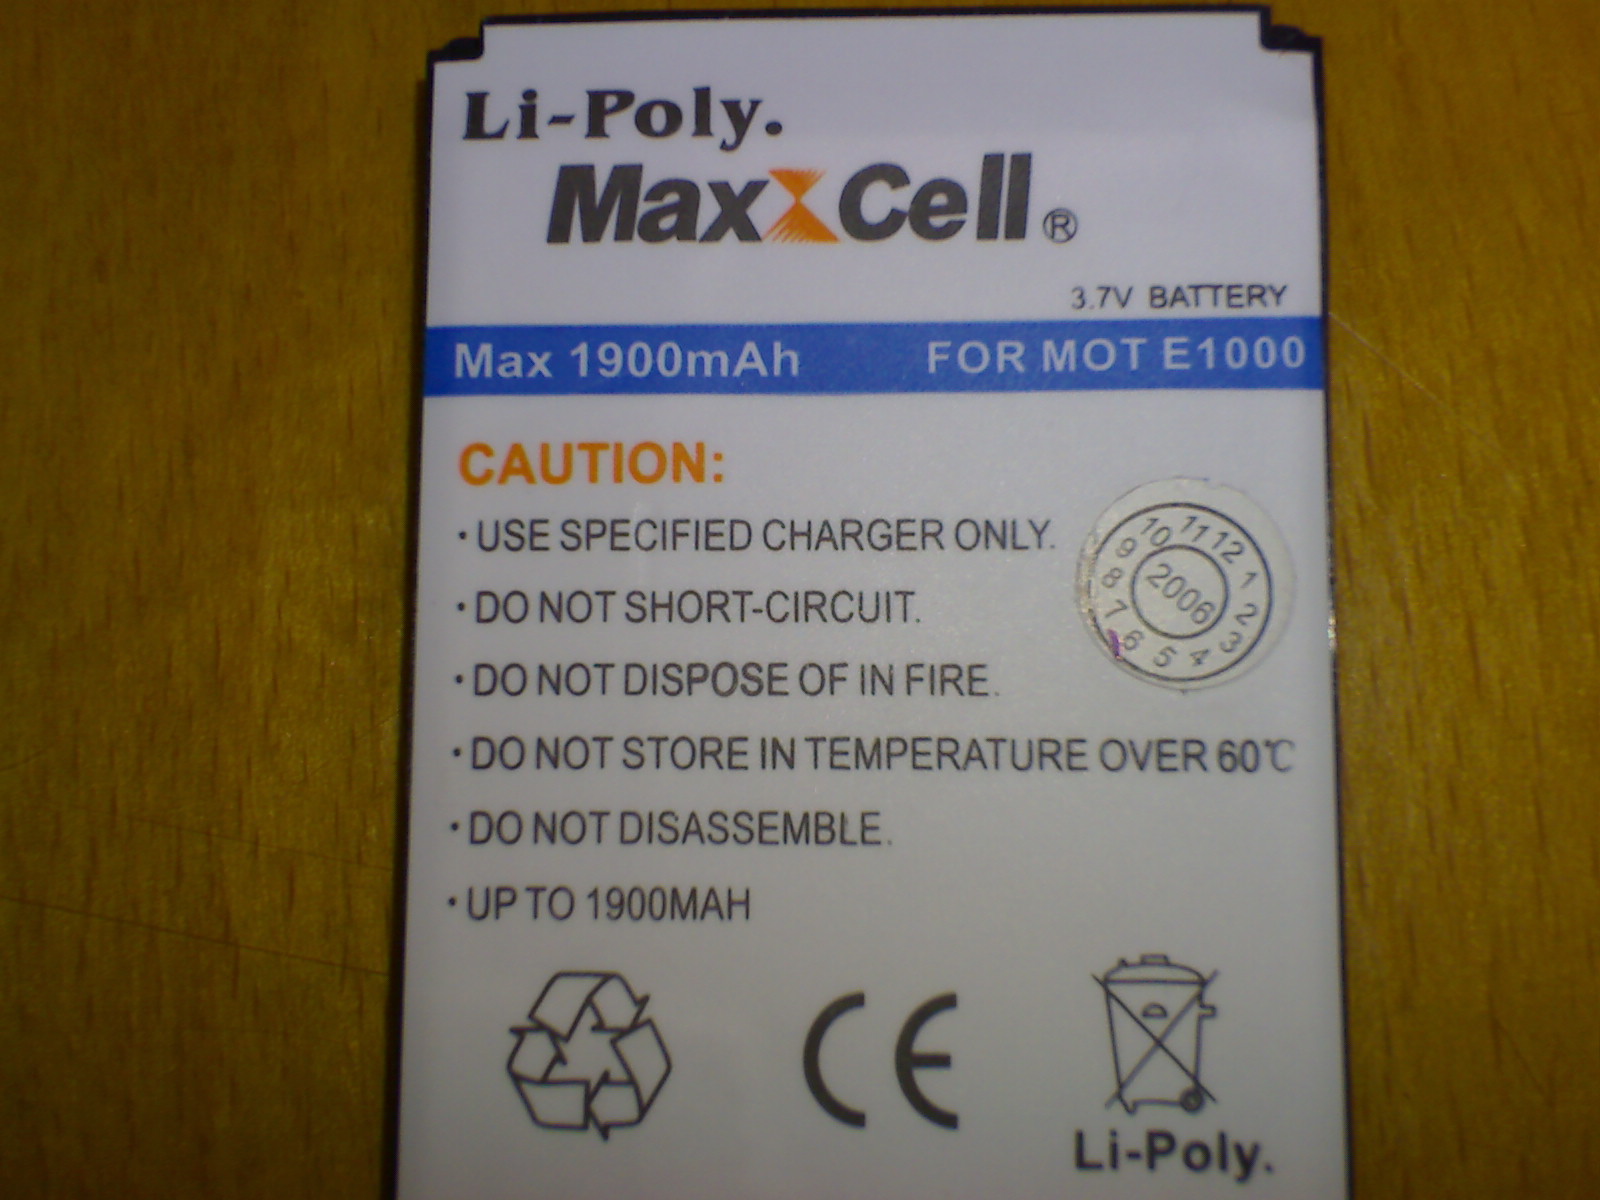 Li-Poly.
Max Cell ®
3.7V BATTERY
Max 1900mAh FOR MOT E1000
CAUTION:
· USE SPECIFIED CHARGER ONLY.
· DO NOT SHORT-CIRCUIT.
· DO NOT DISPOSE OF IN FIRE.
· DO NOT STORE IN TEMPERATURE OVER 60℃
· DO NOT DISASSEMBLE.
· UP TO 1900MAH
1 2 3 4 5 6 7 8 9 10 11 12
2006
CE
Li-Poly.